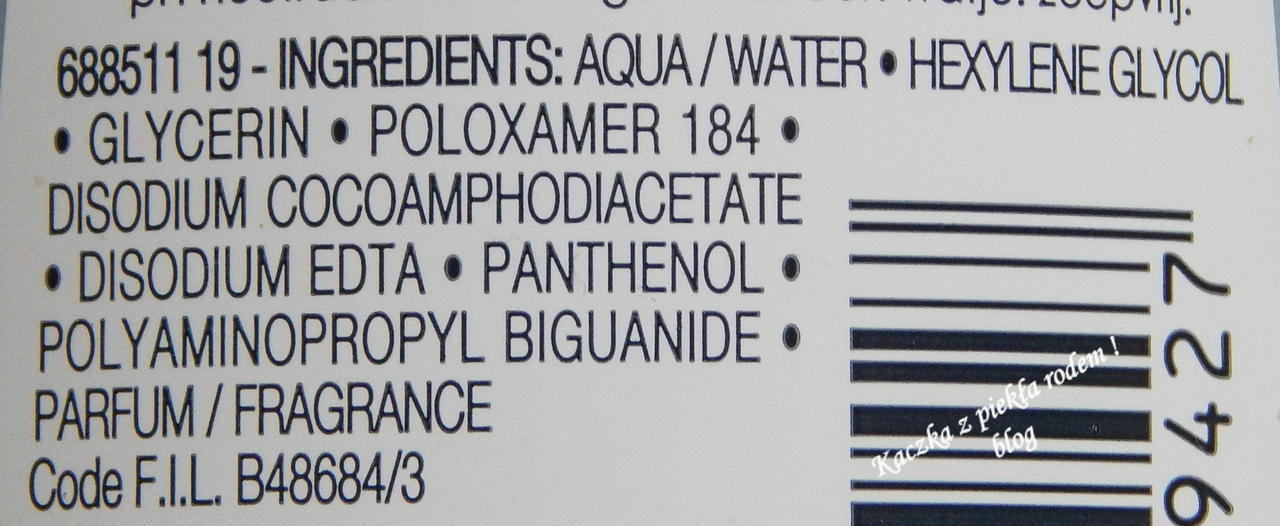 688511 19 - INGREDIENTS: AQUA / WATER • HEXYLENE GLYCOL
• GLYCERIN • POLOXAMER 184 •
DISODIUM COCOAMPHODIACETATE
• DISODIUM EDTA • PANTHENOL •
POLYAMINOPROPYL BIGUANIDE •
PARFUM / FRAGRANCE
Code F.I.L. B48684/3
9427
Kaczka z piekła rodem !
blog